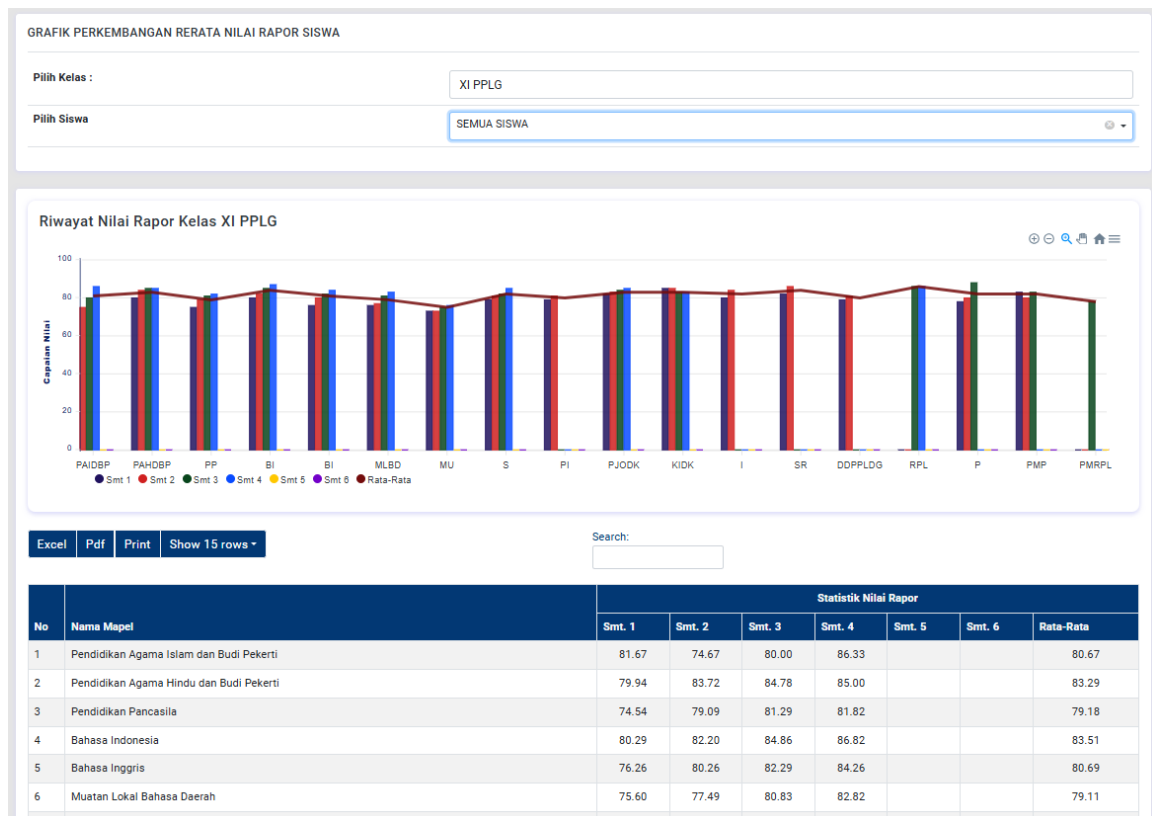 GRAFIK PERKEMBANGAN RERATA NILAI RAPOR SISWA
Pilih Kelas :
XI PPLG
Pilih Siswa
SEMUA SISWA
Riwayat Nilai Rapor Kelas XI PPLG
100
80
60
40
20
0
Capaian Nilai
PAIDBP PAHDBP PP BI BI MLBD MU S PI PJODK KIDK I SR DDPPLDG RPL P PMP PMRPL
Smt 1 Smt 2 Smt 3 Smt 4 Smt 5 Smt 6 Rata-Rata
Excel Pdf Print Show 15 rows
Search:
Statistik Nilai Rapor
No Nama Mapel Smt. 1 Smt. 2 Smt. 3 Smt. 4 Smt. 5 Smt. 6 Rata-Rata
1 Pendidikan Agama Islam dan Budi Pekerti 81.67 74.67 80.00 86.33 80.67
2 Pendidikan Agama Hindu dan Budi Pekerti 79.94 83.72 84.78 85.00 83.29
3 Pendidikan Pancasila 74.54 79.09 81.29 81.82 79.18
4 Bahasa Indonesia 80.29 82.20 84.86 86.82 83.51
5 Bahasa Inggris 76.26 80.26 82.29 84.26 80.69
6 Muatan Lokal Bahasa Daerah 75.60 77.49 80.83 82.82 79.11